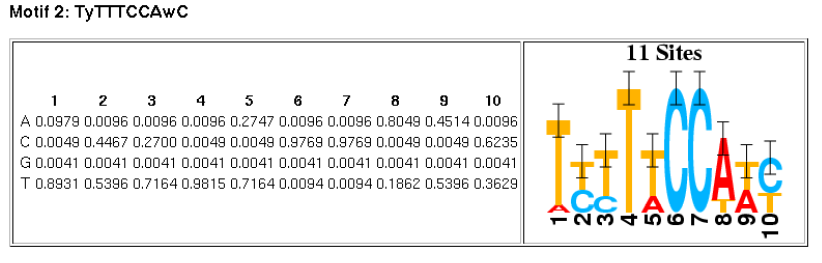 Motif 2: TyTTTCCAwC
11 Sites
1 2 3 4 5 6 7 8 9 10
A 0.0979 0.0096 0.0096 0.0096 0.2747 0.0096 0.0096 0.8049 0.4514 0.0096
C 0.0049 0.4467 0.2700 0.0049 0.0049 0.9769 0.9769 0.0049 0.0049 0.6235
G 0.0041 0.0041 0.0041 0.0041 0.0041 0.0041 0.0041 0.0041 0.0041 0.0041
T 0.8931 0.5396 0.7164 0.9815 0.7164 0.0094 0.0094 0.1862 0.5396 0.3629
T T T T T C C A T C
A C C A T A T
1 2 3 4 5 6 7 8 9 10